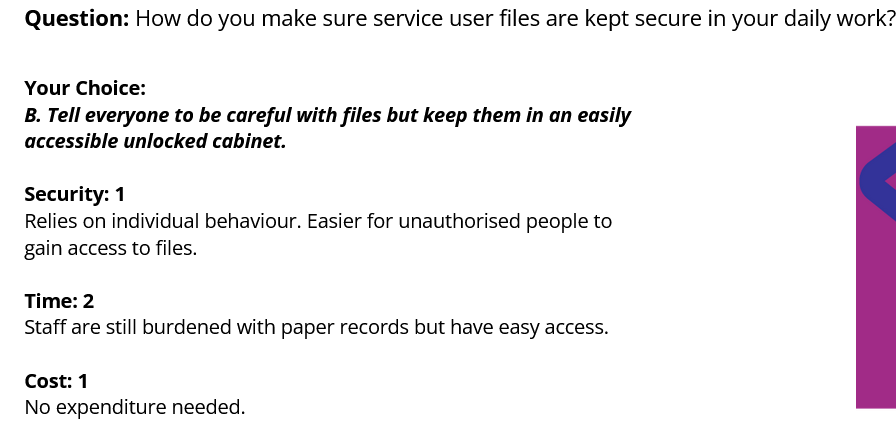 Question: How do you make sure service user files are kept secure in your daily work?
Your Choice:
B. Tell everyone to be careful with files but keep them in an easily
accessible unlocked cabinet.
Security: 1
Relies on individual behaviour. Easier for unauthorised people to
gain access to files.
Time: 2
Staff are still burdened with paper records but have easy access.
Cost: 1
No expenditure needed.